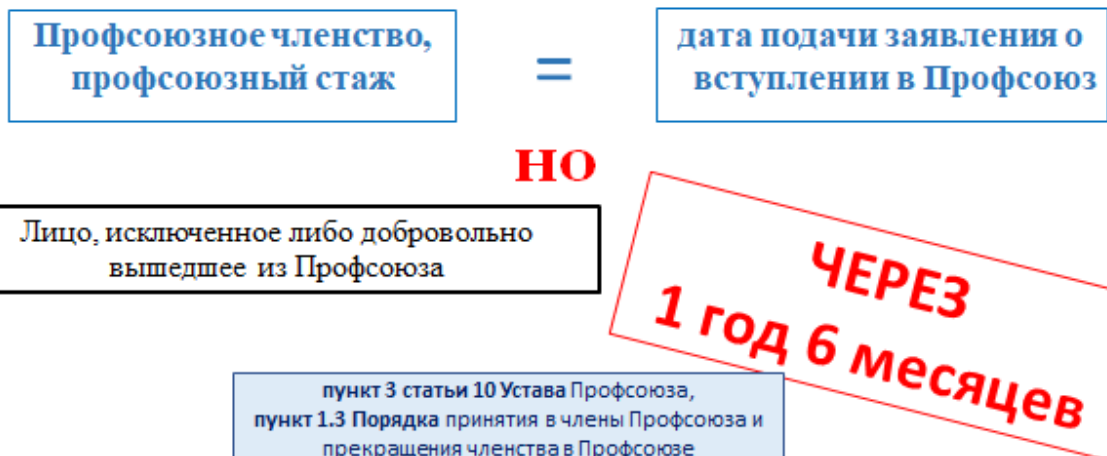 Профсоюзное членство,
профсоюзный стаж
=
дата подачи заявления о
вступлении в Профсоюз
НО
Лицо, исключенное либо добровольно
вышедшее из Профсоюза
ЧЕРЕЗ
1 год 6 месяцев
пункт 3 статьи 10 Устава Профсоюза,
пункт 1.3 Порядка принятия в члены Профсоюза и
прекращения членства в Профсоюзе